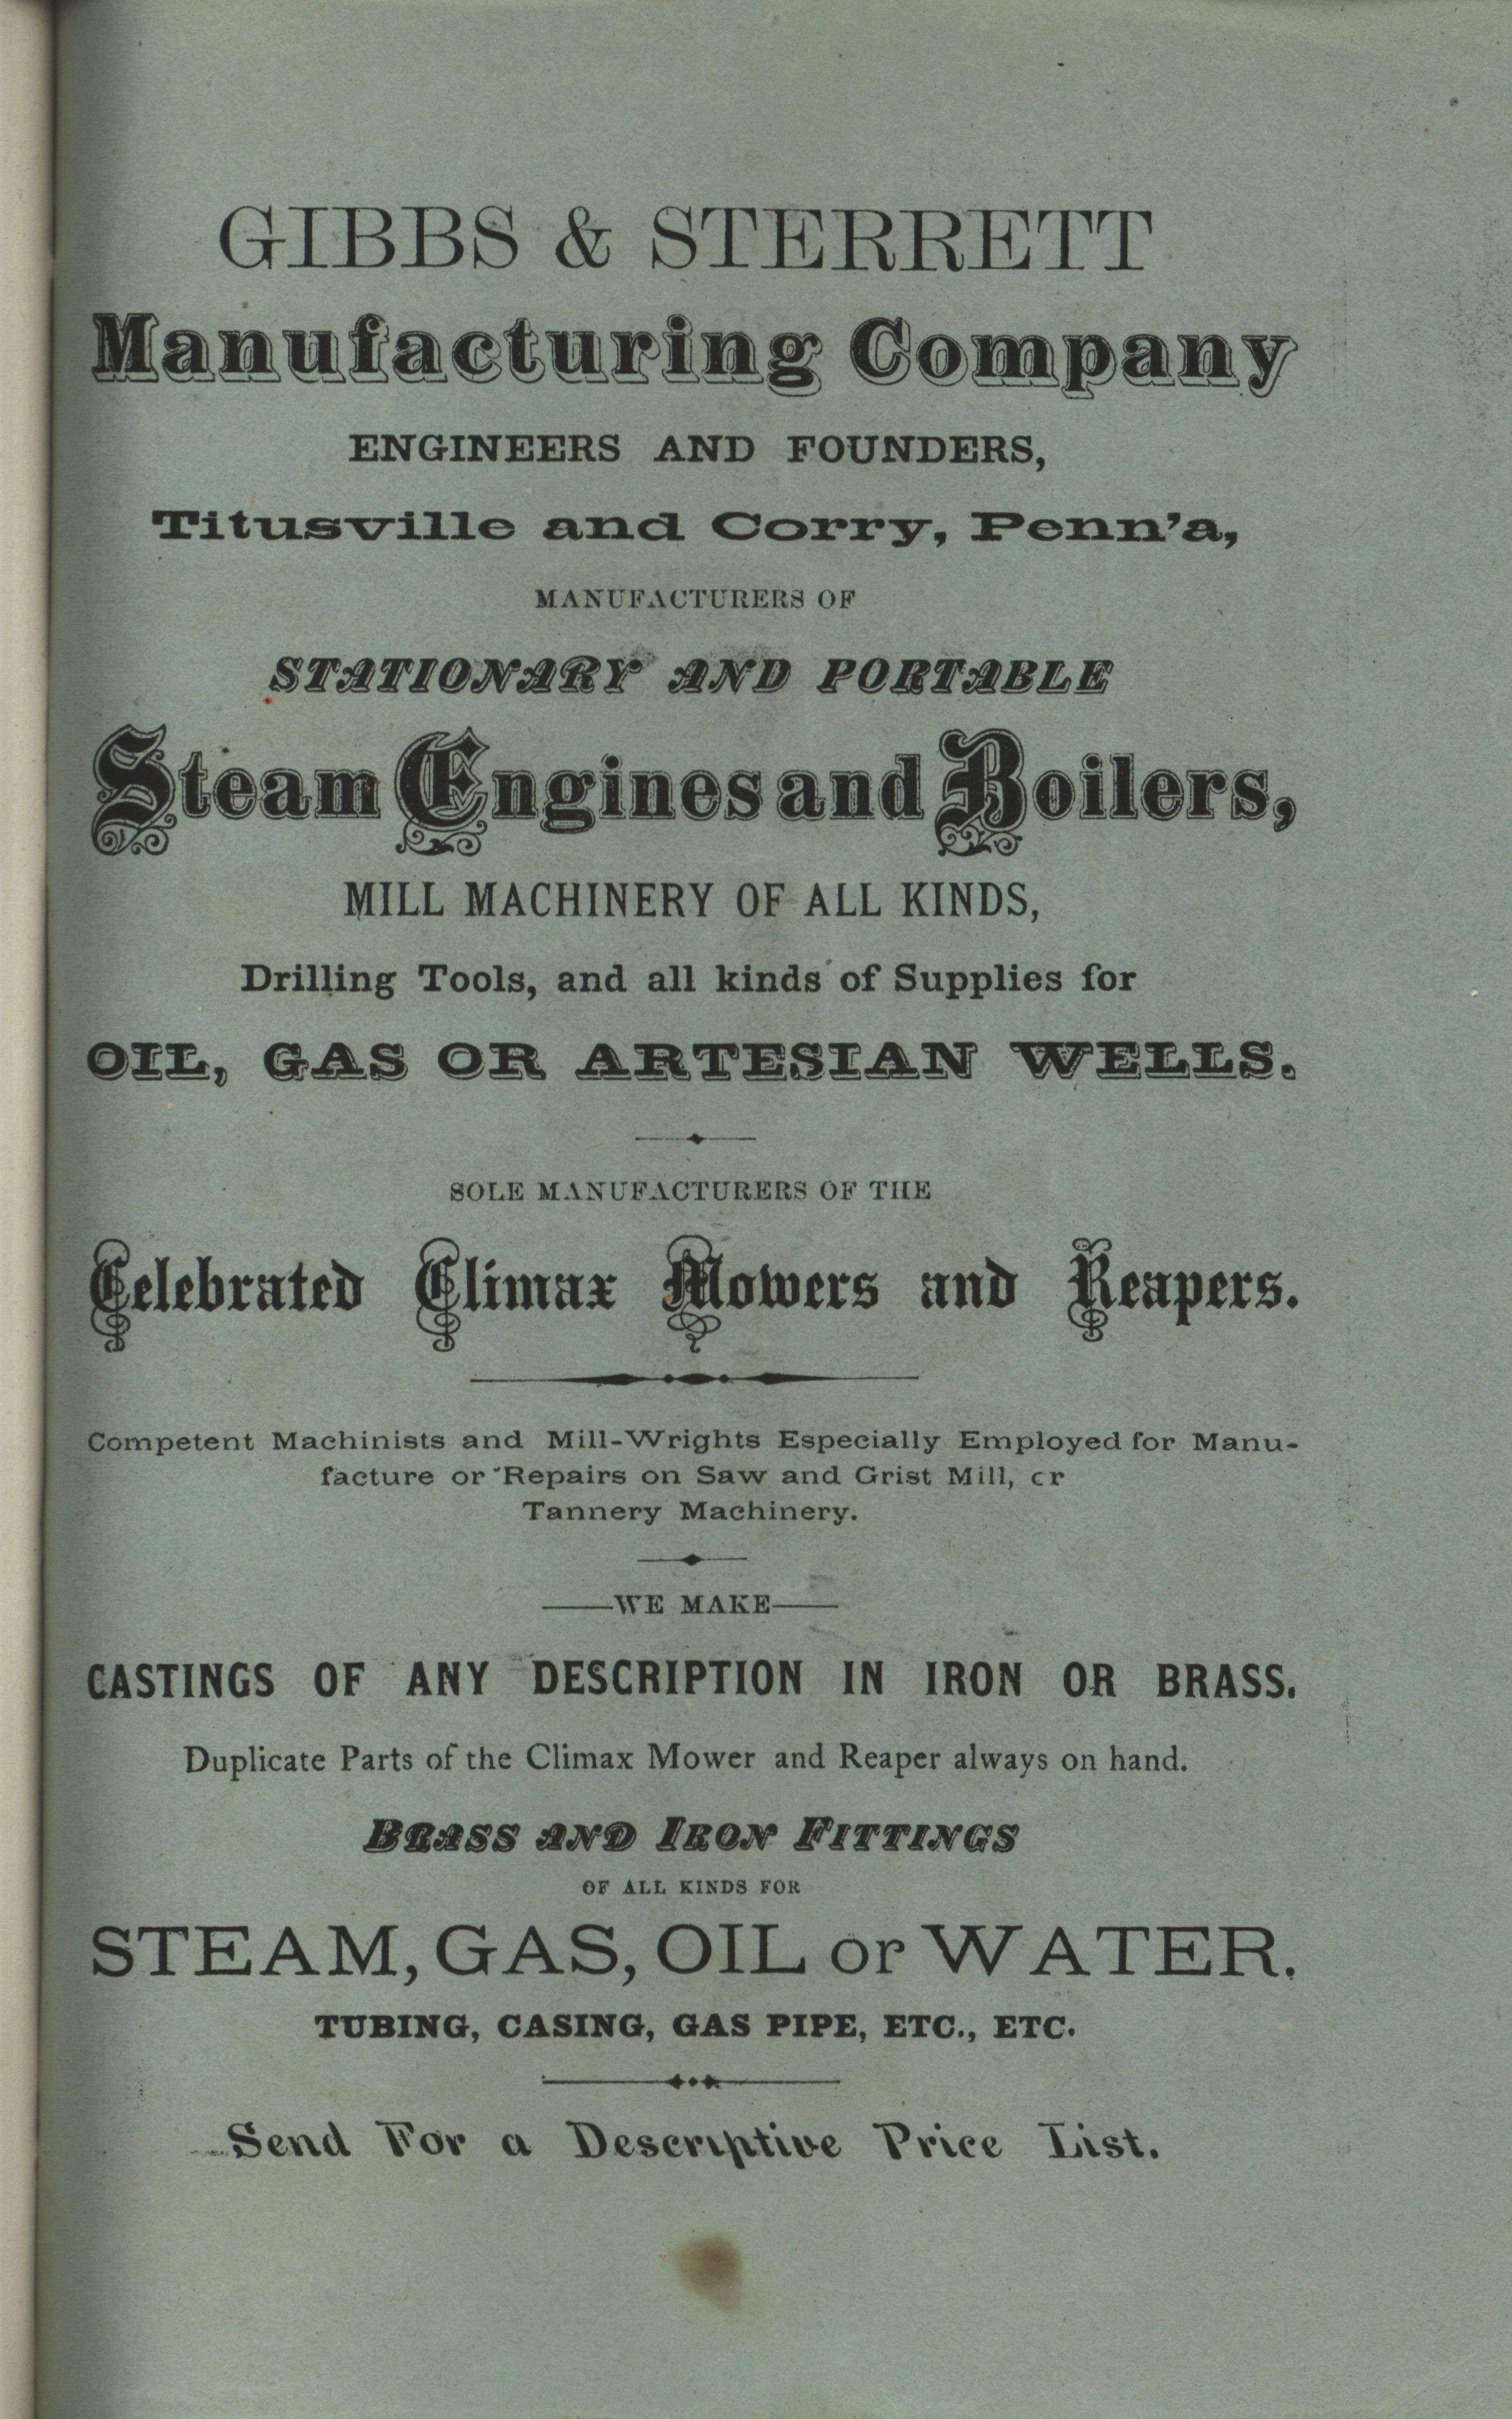 GIBBS & STERRETT
Manufacturing Company
ENGINEERS AND FOUNDERS,
Titusville and Corry, Penn'a,
MANUFACTURERS OF
STATIONARY AND PORTABLE
Steam Engines and Boilers,
MILL MACHINERY OF ALL KINDS,
Drilling Tools, and all kinds of Supplies for
OIL, GAS OR ARTESIAN WELLS.
SOLE MANUFACTURERS OF THE
Celebrated Climax Mowers and Reapers.
Competent Machinists and Mill-Wrights Especially Employed for Manu-
facture or Repairs on Saw and Grist Mill, or
Tannery Machinery.
WE MAKE
CASTINGS OF ANY DESCRIPTION IN IRON OR BRASS.
Duplicate Parts of the Climax Mower and Reaper always on hand.
BRASS AND IRON FITTINGS
OF ALL KINDS FOR
STEAM, GAS, OIL or WATER.
TUBING, CASING, GAS PIPE, ETC., ETC.
Send For a Descriptive Price List.